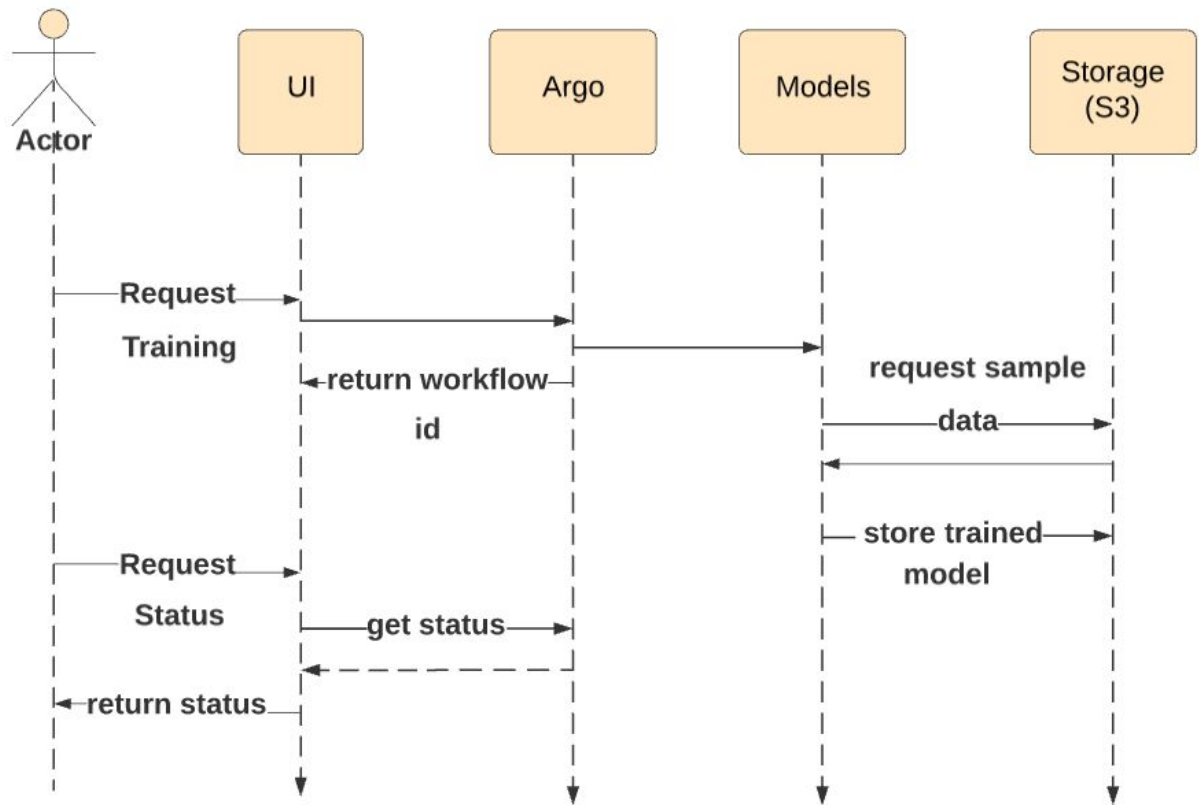 UI
Argo
Models
Storage
(S3)
Actor
Request
Training
return workflow
id
request sample
data
store trained
model
Request
Status
get status
return status